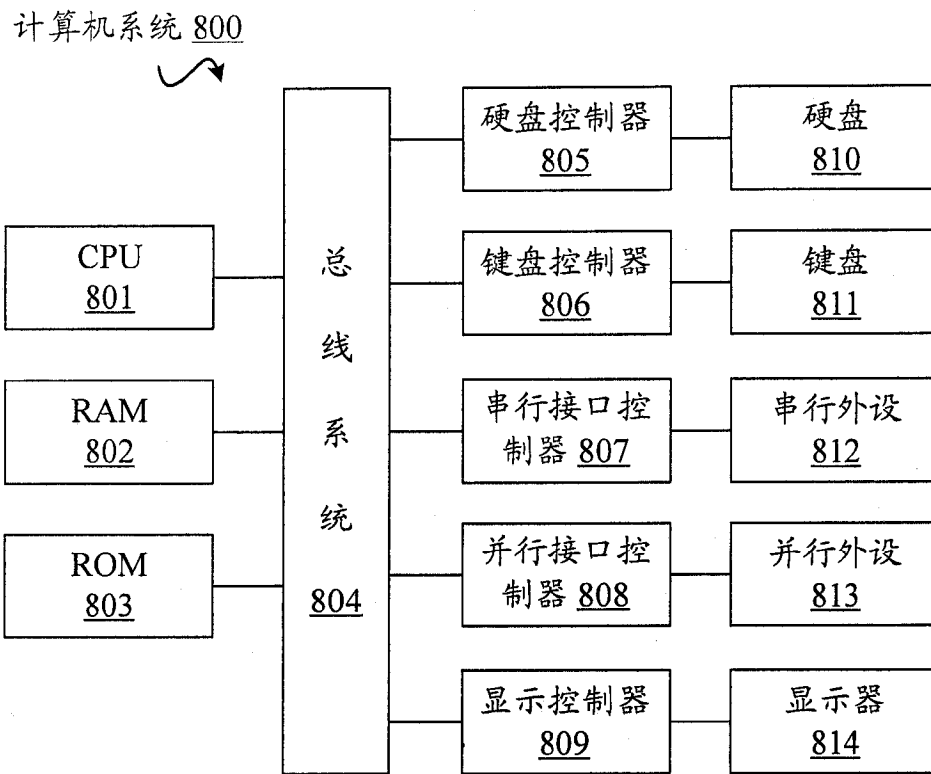 计算机系统 800
CPU
801
RAM
802
ROM
803
总
线
系
统
804
硬盘控制器
805
硬盘
810
键盘控制器
806
键盘
811
串行接口控
制器 807
串行外设
812
并行接口控
制器 808
并行外设
813
显示控制器
809
显示器
814